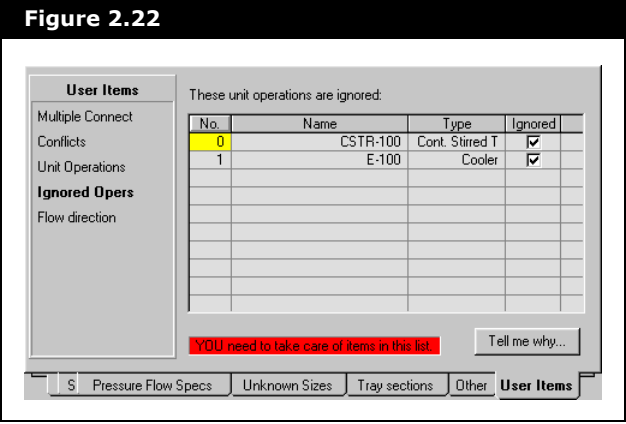 Figure 2.22
User Items
Multiple Connect
Conflicts
Unit Operations
Ignored Opers
Flow direction
These unit operations are ignored:
No. Name Type Ignored
0 CSTR-100 Cont. Stirred T
1 E-100 Cooler
YOU need to take care of items in this list.
Tell me why...
S Pressure Flow Specs Unknown Sizes Tray sections Other User Items